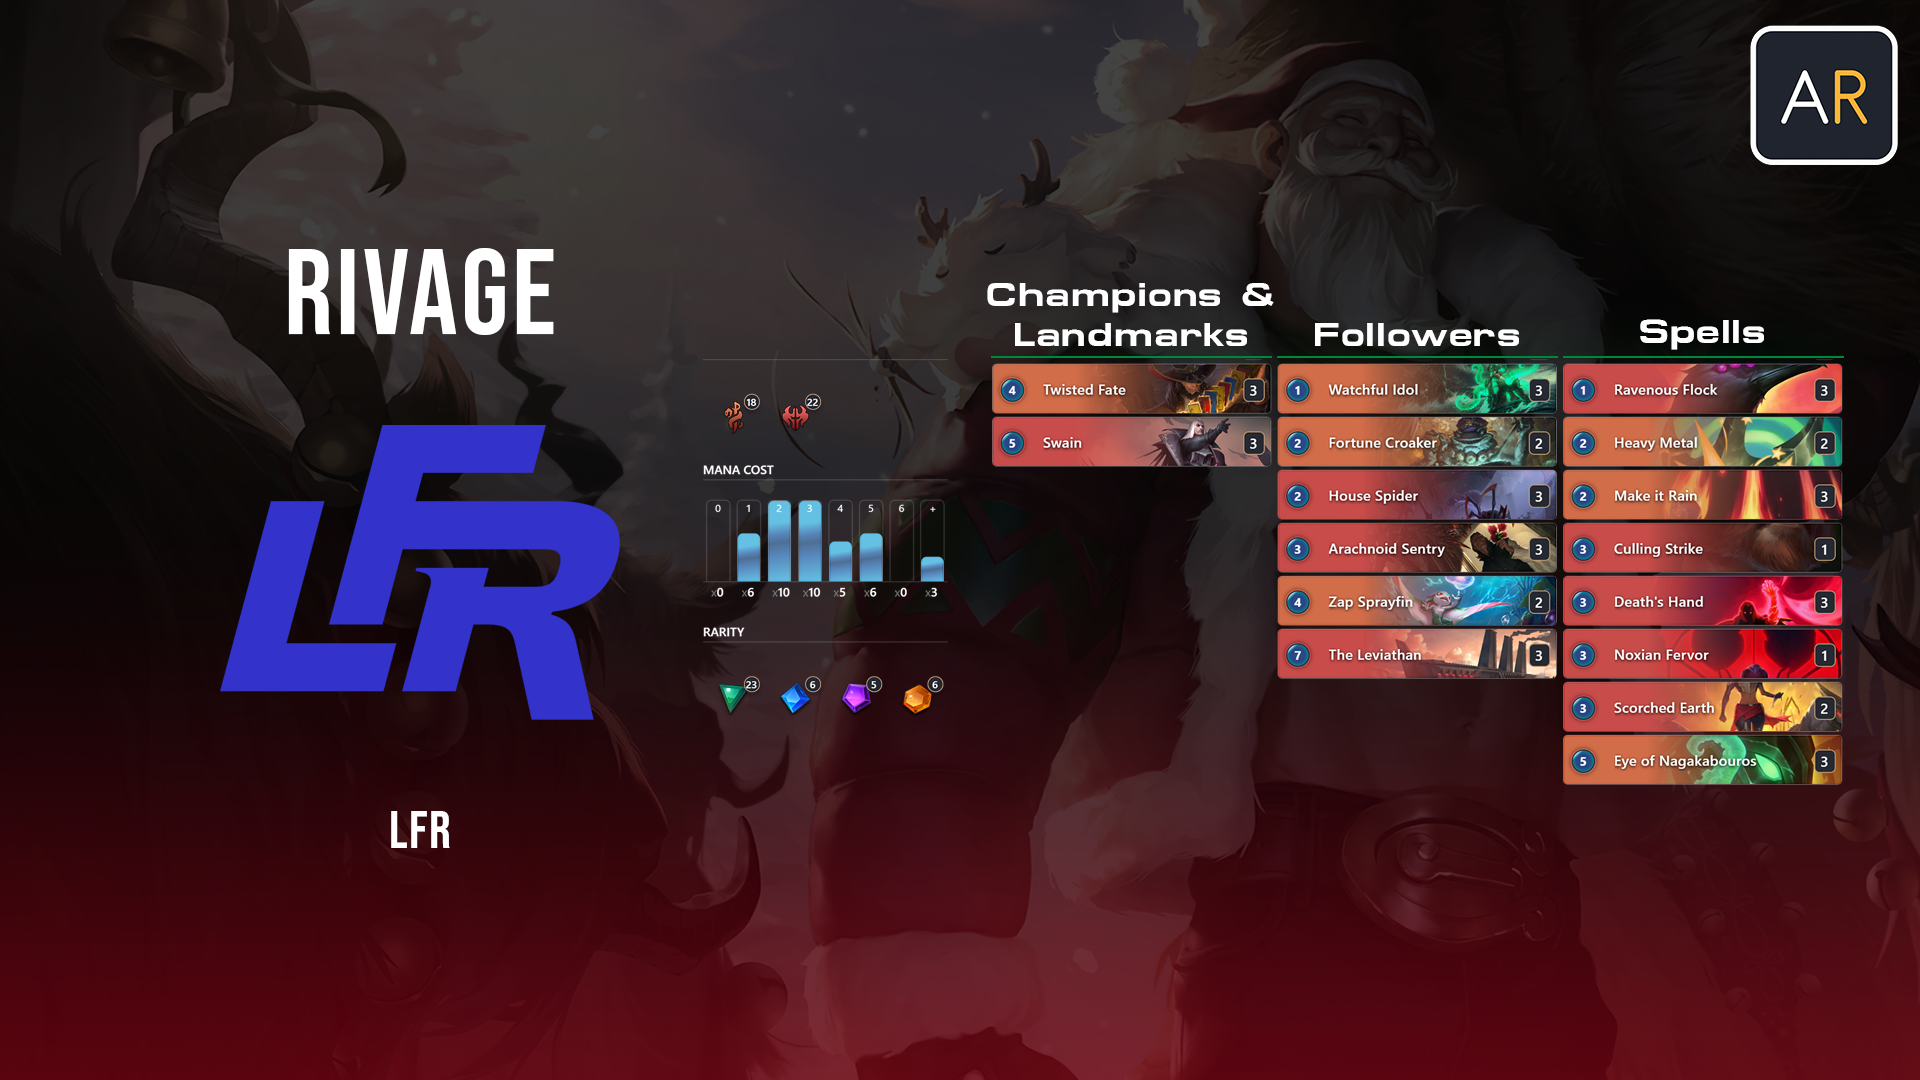 AR
RIVAGE
LFR
LFR
18 22
MANA COST
0 1 2 3 4 5 6 +
x0 x6 x10 x10 x5 x6 x0 x3
RARITY
23 6 5 6
Champions &
Landmarks
4 Twisted Fate 3
5 Swain 3
Followers
1 Watchful Idol 3
2 Fortune Croaker 2
2 House Spider 3
3 Arachnoid Sentry 3
4 Zap Sprayfin 2
7 The Leviathan 3
Spells
1 Ravenous Flock 3
2 Heavy Metal 2
2 Make it Rain 3
3 Culling Strike 1
3 Death's Hand 3
3 Noxian Fervor 1
3 Scorched Earth 2
5 Eye of Nagakabouros 3